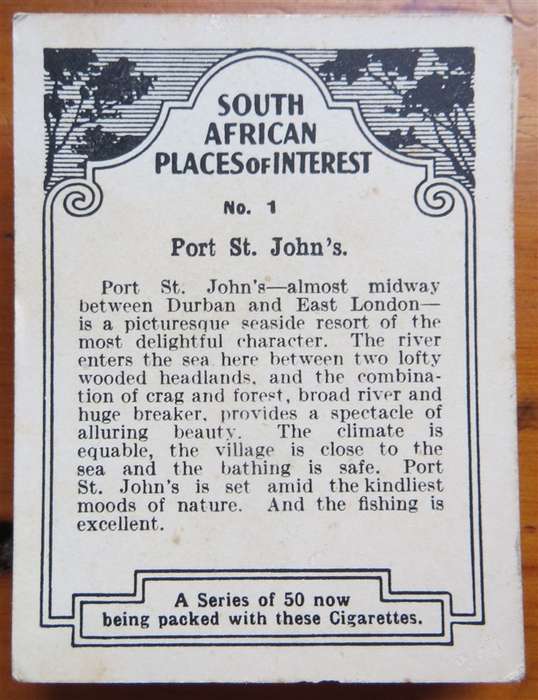 SOUTH
AFRICAN
PLACES OF INTEREST
No. 1
Port St. John's.
Port St. John's—almost midway
between Durban and East London—
is a picturesque seaside resort of the
most delightful character. The river
enters the sea here between two lofty
wooded headlands, and the combina-
tion of crag and forest, broad river and
huge breaker, provides a spectacle of
alluring beauty. The climate is
equable, the village is close to the
sea and the bathing is safe. Port
St. John's is set amid the kindliest
moods of nature. And the fishing is
excellent.
A Series of 50 now
being packed with these Cigarettes.